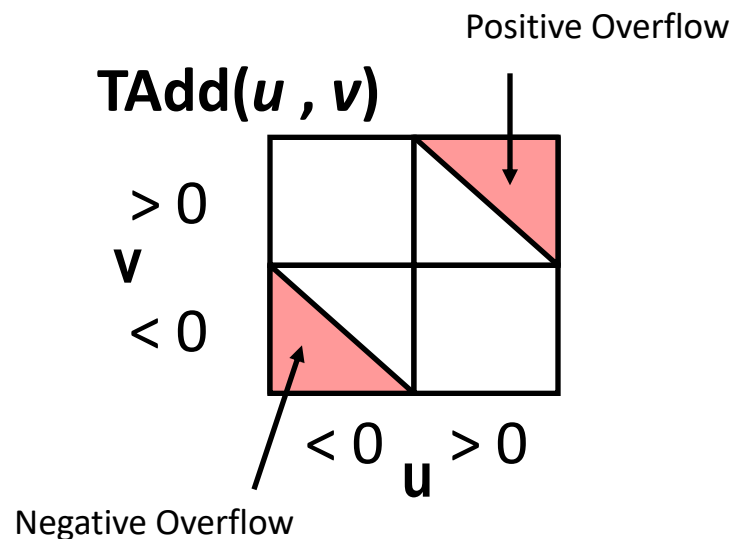 Positive Overflow
TAdd(u , v)
> 0
v
< 0
< 0 > 0
u
Negative Overflow